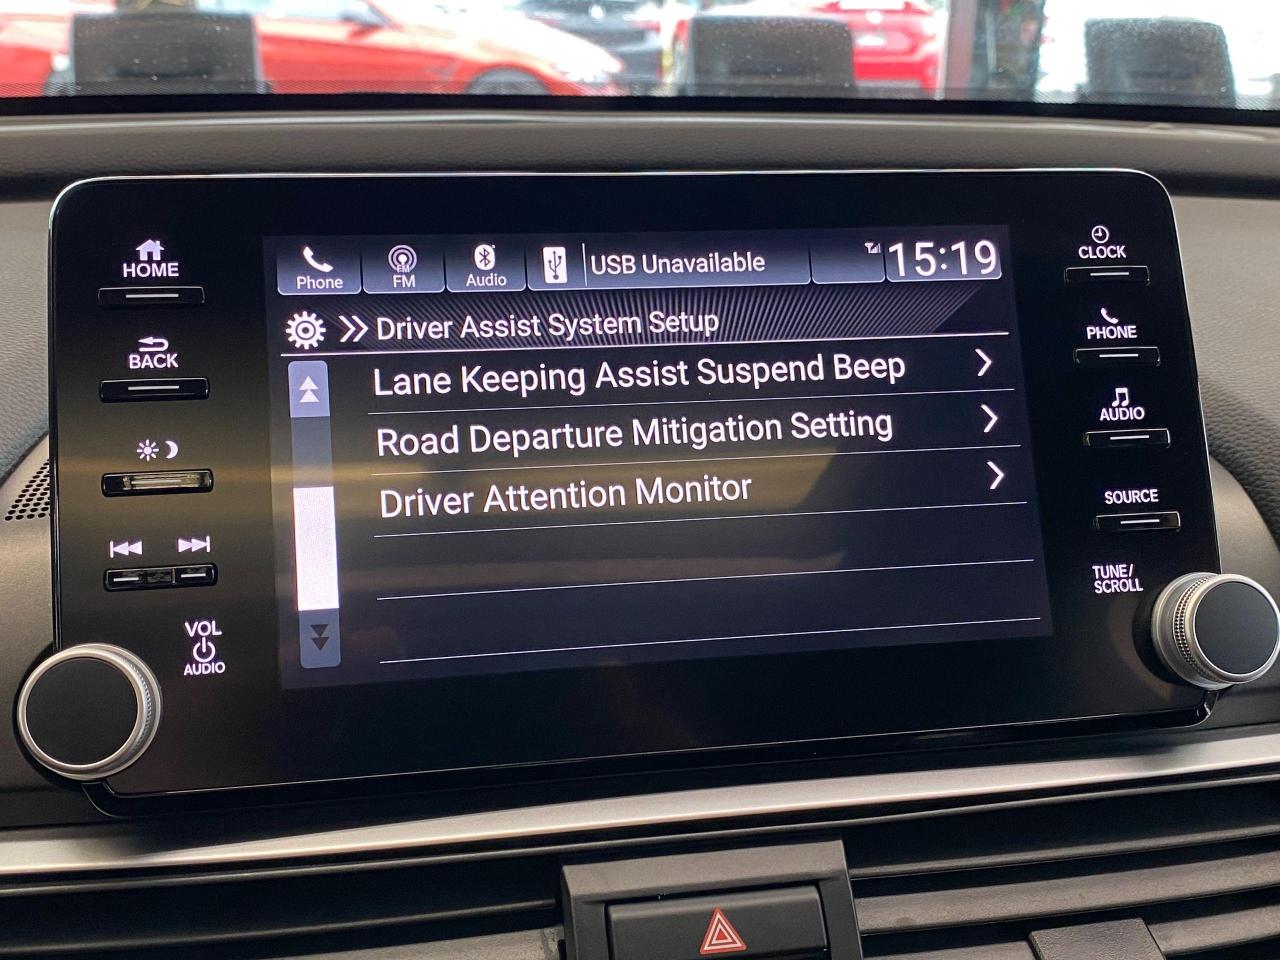 HOME
BACK
VOL
AUDIO
Phone
FM
FM
Audio
USB Unavailable
15:19
Driver Assist System Setup
Lane Keeping Assist Suspend Beep
Road Departure Mitigation Setting
Driver Attention Monitor
CLOCK
PHONE
AUDIO
SOURCE
TUNE/
SCROLL